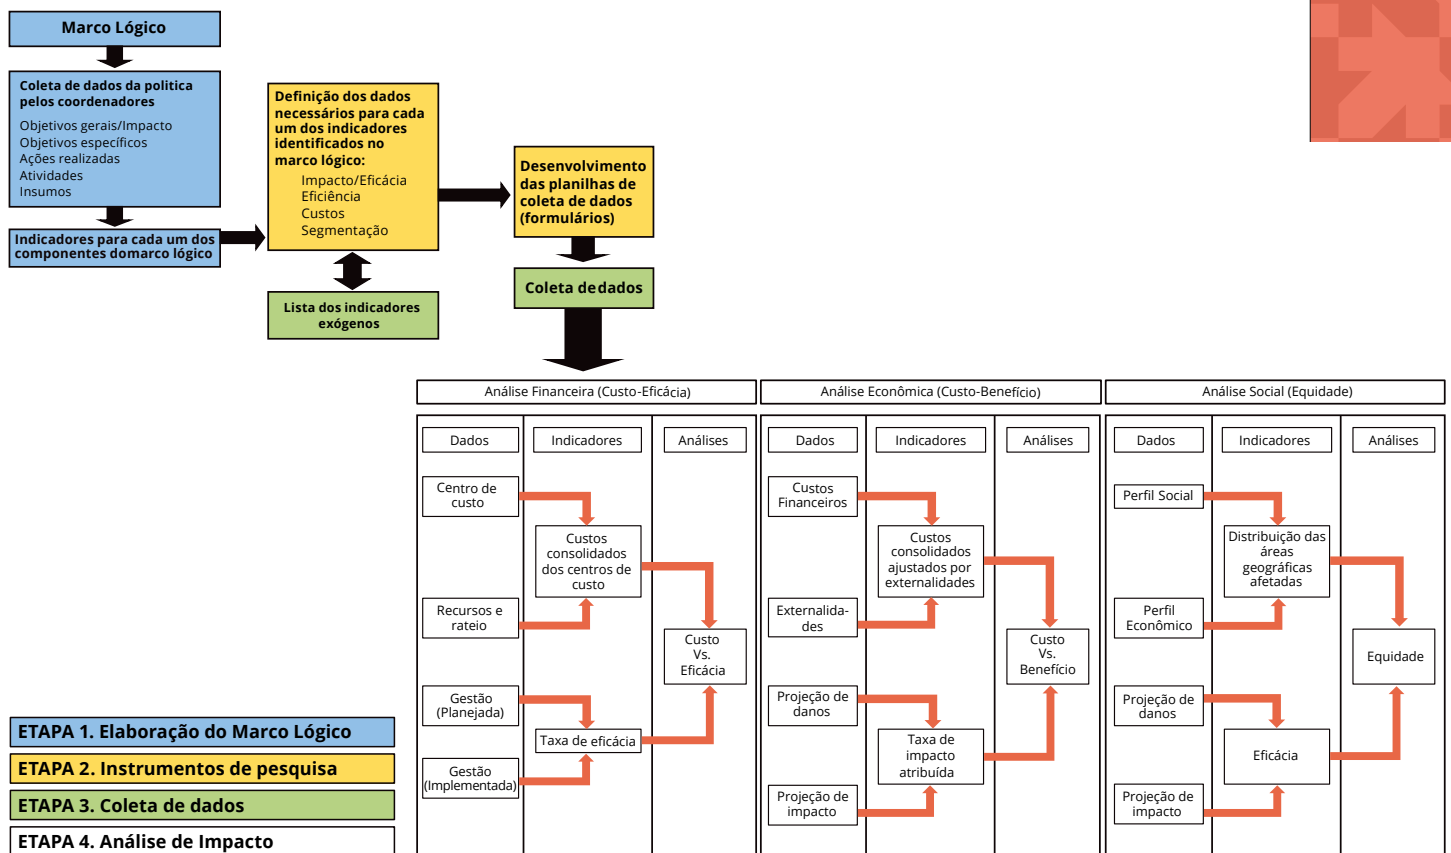 Marco Lógico
Coleta de dados da politica
pelos coordenadores
Objetivos gerais/Impacto
Objetivos específicos
Ações realizadas
Atividades
Insumos
Indicadores para cada um dos
componentes domarco lógico
Definição dos dados
necessários para cada
um dos indicadores
identificados no
marco lógico:
Impacto/Eficácia
Eficiência
Custos
Segmentação
Lista dos indicadores
exógenos
Desenvolvimento
das planilhas de
coleta de dados
(formulários)
Coleta dedados
Análise Financeira (Custo-Eficácia)
Dados
Indicadores
Análises
Centro de
custo
Custos
consolidados
dos centros de
custo
Recursos e
rateio
Custo
Vs.
Eficácia
Gestão
(Planejada)
Taxa de eficácia
Gestão
(Implementada)
Análise Econômica (Custo-Benefício)
Dados
Indicadores
Análises
Custos
Financeiros
Custos
consolidados
ajustados por
externalidades
Externalida-
des
Custo
Vs.
Benefício
Projeção de
danos
Taxa de
impacto
atribuída
Projeção de
impacto
Análise Social (Equidade)
Dados
Indicadores
Análises
Perfil Social
Distribuição das
áreas
geográficas
afetadas
Perfil
Econômico
Equidade
Projeção de
danos
Eficácia
Projeção de
impacto
ETAPA 1. Elaboração do Marco Lógico
ETAPA 2. Instrumentos de pesquisa
ETAPA 3. Coleta de dados
ETAPA 4. Análise de Impacto